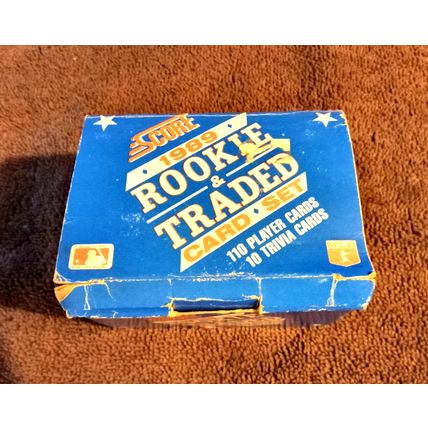 SCORE
1989
ROOKIE
&
TRADED
CARD SET
110 PLAYER CARDS
10 TRIVIA CARDS